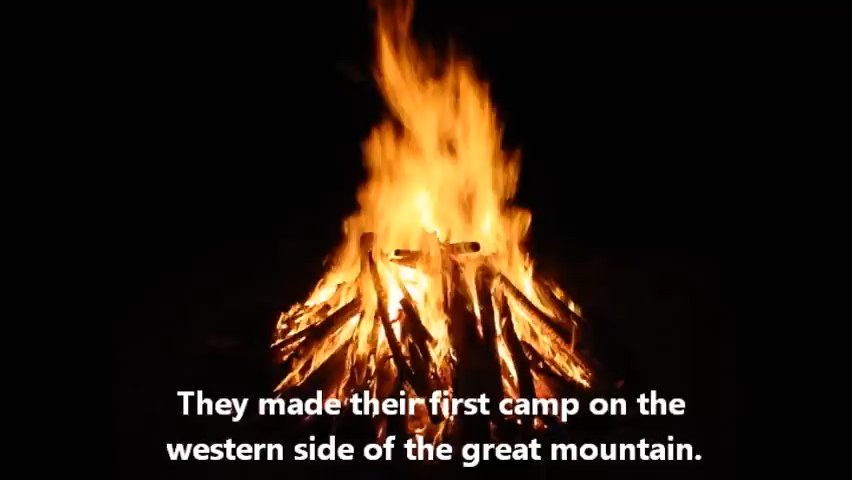 They made their first camp on the
western side of the great mountain.